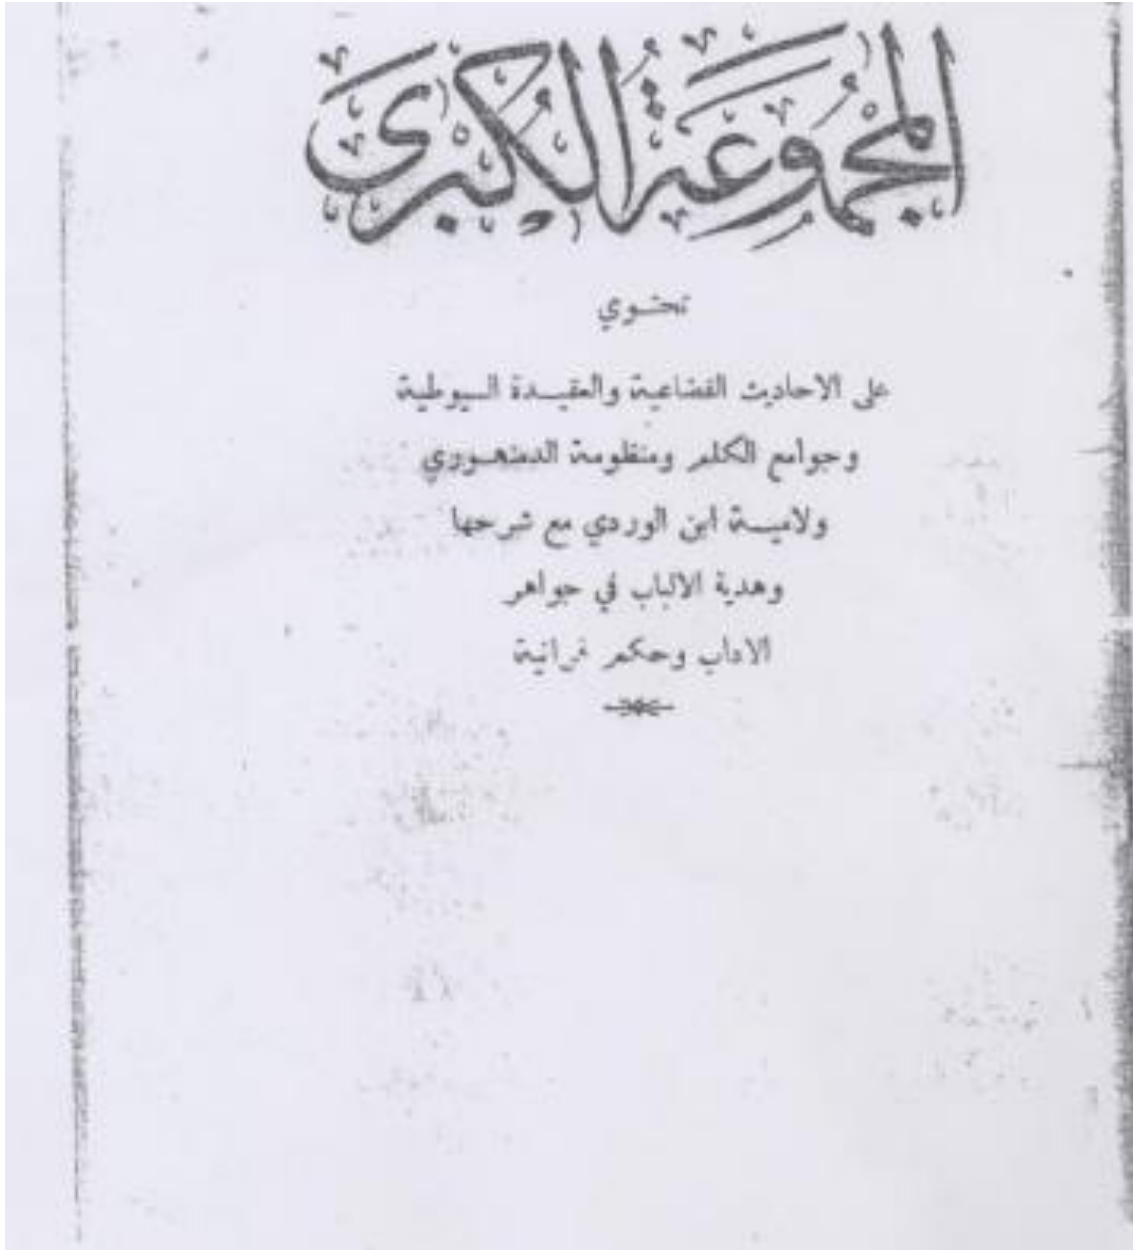 المجموعة الكبرى
تحتوي
على الاحاديث القضاعية والعقيدة السيوطية
وجوامع الكلم ومنظومة الدمنهوري
ولامية ابن الوردي مع شرحها
وهدية الالباب في جواهر
الاداب وحكم